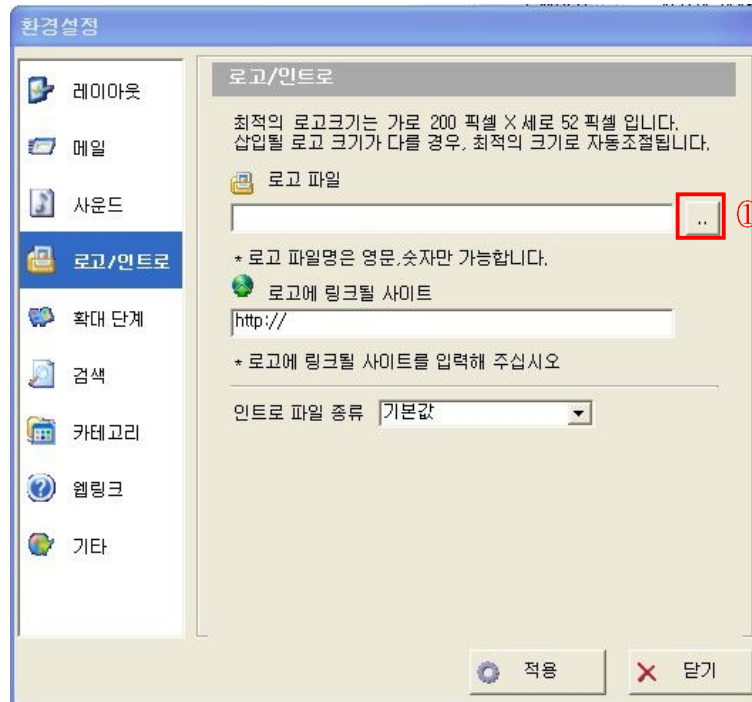 환경설정
레이아웃
메일
사운드
로고/인트로
확대 단계
검색
카테고리
웹링크
기타
로고/인트로
최적의 로고크기는 가로 200 픽셀 X 세로 52 픽셀 입니다.
삽입될 로고 크기가 다를 경우, 최적의 크기로 자동조절됩니다.
로고 파일
..
①
* 로고 파일명은 영문,숫자만 가능합니다.
로고에 링크될 사이트
http://
* 로고에 링크될 사이트를 입력해 주십시오
인트로 파일 종류 기본값
적용 닫기